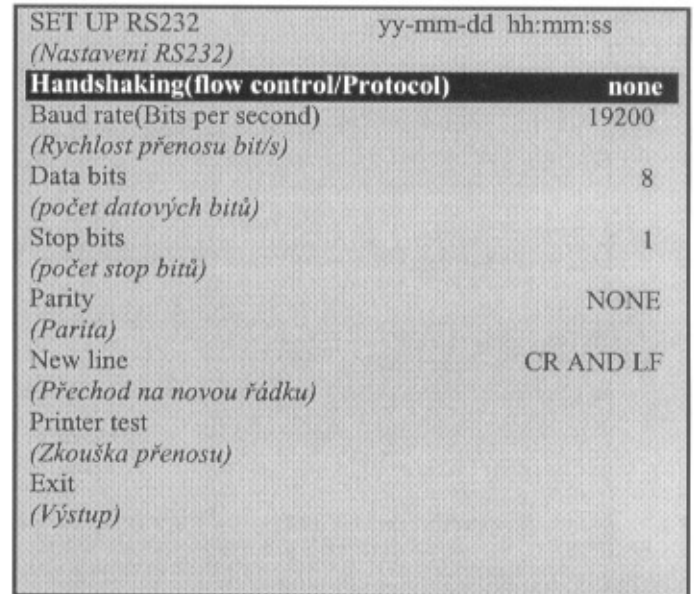 SET UP RS232 yy-mm-dd hh:mm:ss
(Nastavení RS232)
Handshaking(flow control/Protocol) none
Baud rate(Bits per second) 19200
(Rychlost přenosu bit/s)
Data bits 8
(počet datových bitů)
Stop bits 1
(počet stop bitů)
Parity NONE
(Parita)
New line CR AND LF
(Přechod na novou řádku)
Printer test
(Zkouška přenosu)
Exit
(Výstup)